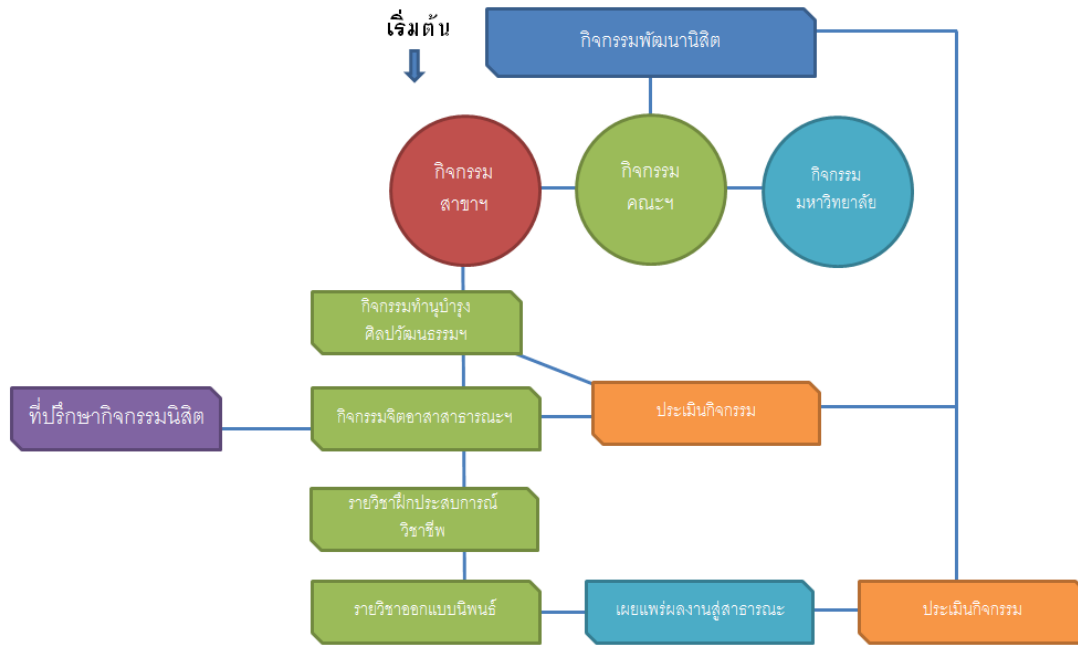 เริ่มต้น
กิจกรรมพัฒนานิสิต
กิจกรรม
สาขาฯ
กิจกรรม
คณะฯ
กิจกรรม
มหาวิทยาลัย
กิจกรรมทำนุบำรุง
ศิลปวัฒนธรรมฯ
ที่ปรึกษากิจกรรมนิสิต
กิจกรรมจิตอาสาสาธารณะฯ
ประเมินกิจกรรม
รายวิชาฝึกประสบการณ์
วิชาชีพ
รายวิชาออกแบบนิพนธ์
เผยแพร่ผลงานสู่สาธารณะ
ประเมินกิจกรรม